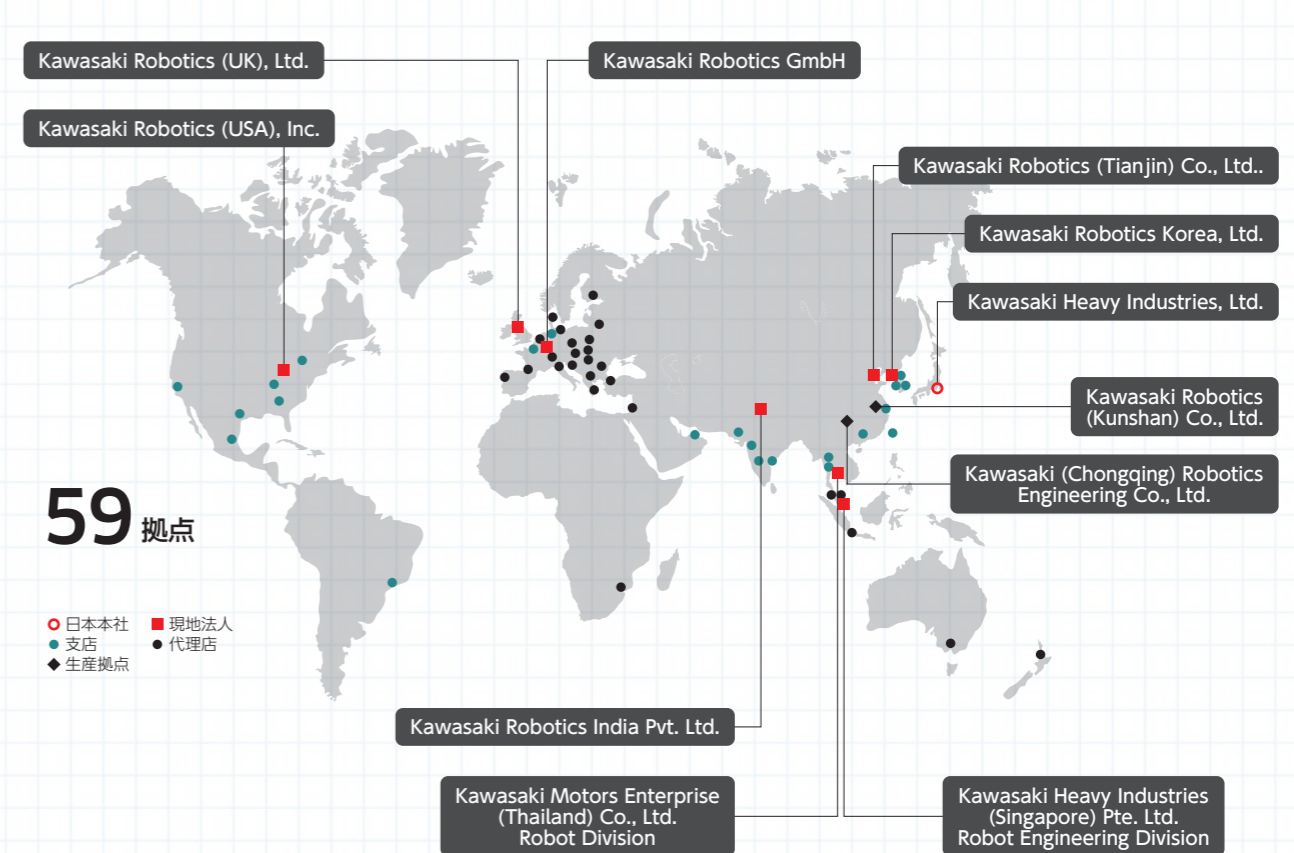 Kawasaki Robotics (UK), Ltd.
Kawasaki Robotics GmbH
Kawasaki Robotics (USA), Inc.
Kawasaki Robotics (Tianjin) Co., Ltd..
Kawasaki Robotics Korea, Ltd.
Kawasaki Heavy Industries, Ltd.
Kawasaki Robotics
(Kunshan) Co., Ltd.
Kawasaki (Chongqing) Robotics
Engineering Co., Ltd.
59 拠点
日本本社
現地法人
支店
代理店
生産拠点
Kawasaki Robotics India Pvt. Ltd.
Kawasaki Motors Enterprise
(Thailand) Co., Ltd.
Robot Division
Kawasaki Heavy Industries
(Singapore) Pte. Ltd.
Robot Engineering Division